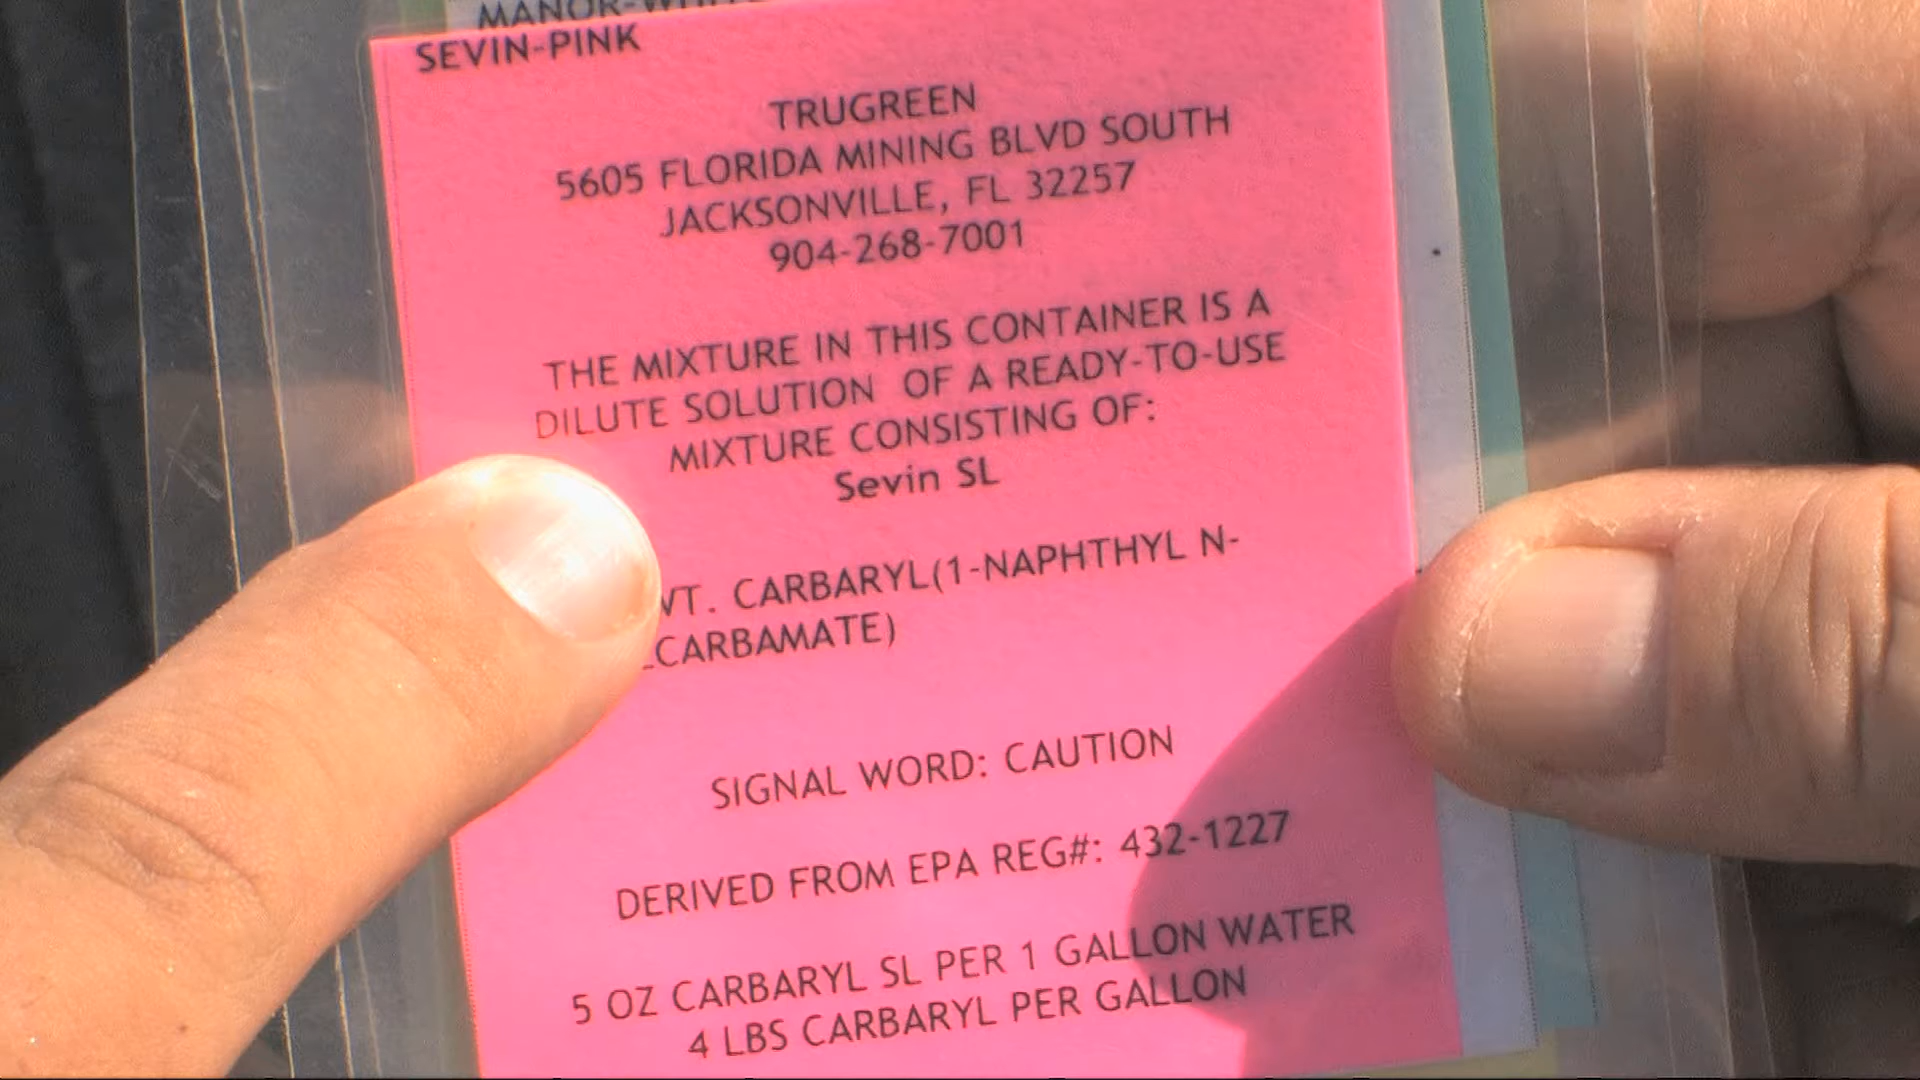 MANOR-
SEVIN-PINK
TRUGREEN
5605 FLORIDA MINING BLVD SOUTH
JACKSONVILLE, FL 32257
904-268-7001
THE MIXTURE IN THIS CONTAINER IS A
DILUTE SOLUTION OF A READY-TO-USE
MIXTURE CONSISTING OF:
Sevin SL
WT. CARBARYL(1-NAPHTHYL N-
CARBAMATE)
SIGNAL WORD: CAUTION
DERIVED FROM EPA REG#: 432-1227
5 OZ CARBARYL SL PER 1 GALLON WATER
4 LBS CARBARYL PER GALLON